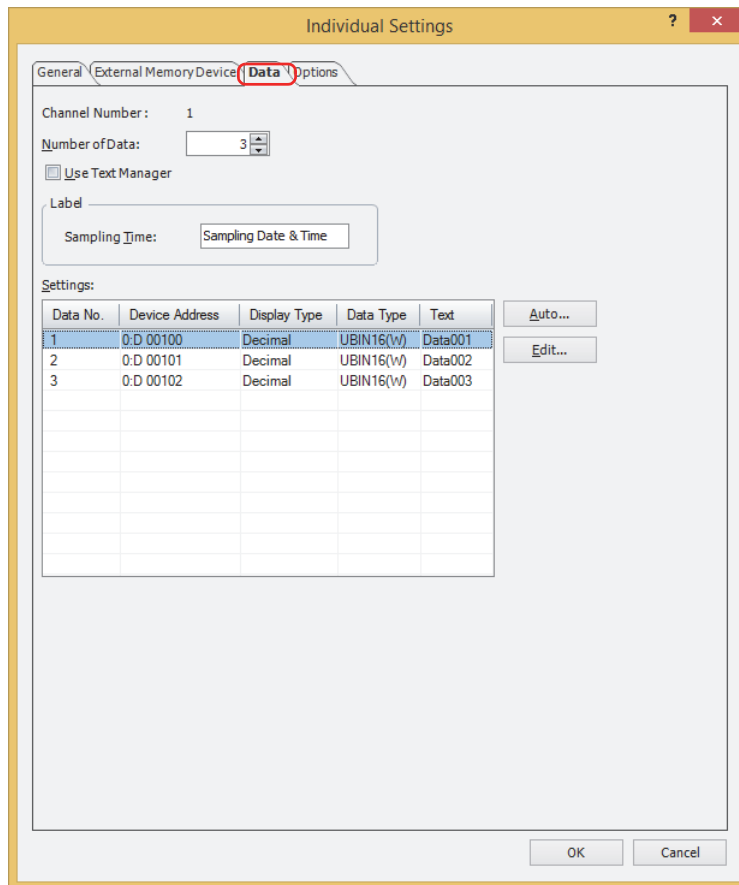 Individual Settings
?
×
General External Memory Device Data Options
Channel Number : 1
Number of Data: 3
Use Text Manager
Label
Sampling Time: Sampling Date & Time
Settings:
Data No. Device Address Display Type Data Type Text Auto...
1 0:D 00100 Decimal UBIN16(W) Data001
2 0:D 00101 Decimal UBIN16(W) Data002 Edit...
3 0:D 00102 Decimal UBIN16(W) Data003
OK Cancel